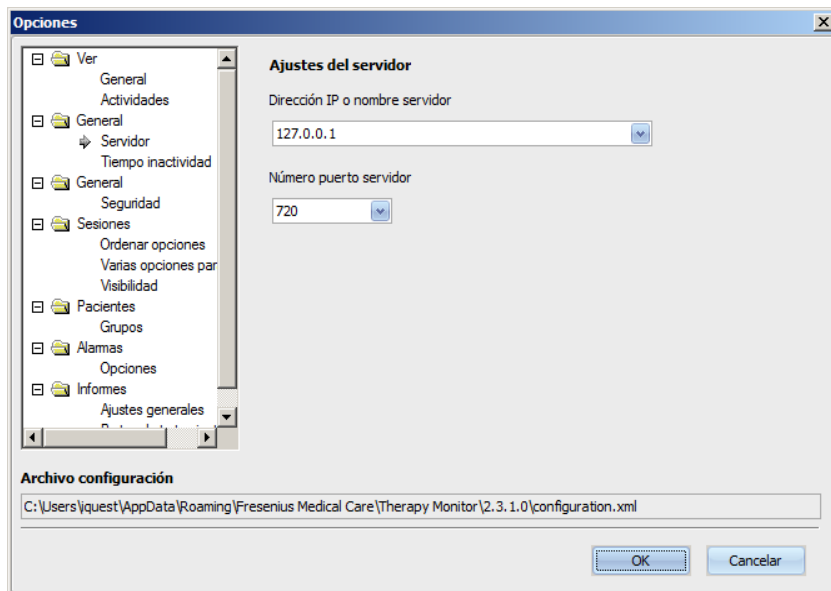 Opciones
Ver
General
Actividades
General
Servidor
Tiempo inactividad
General
Seguridad
Sesiones
Ordenar opciones
Varias opciones par
Visibilidad
Pacientes
Grupos
Alarmas
Opciones
Informes
Ajustes generales
Ajustes del servidor
Dirección IP o nombre servidor
127.0.0.1
Número puerto servidor
720
Archivo configuración
C:\Users\iquest\AppData\Roaming\Fresenius Medical Care\Therapy Monitor\2.3.1.0\configuration.xml
OK
Cancelar